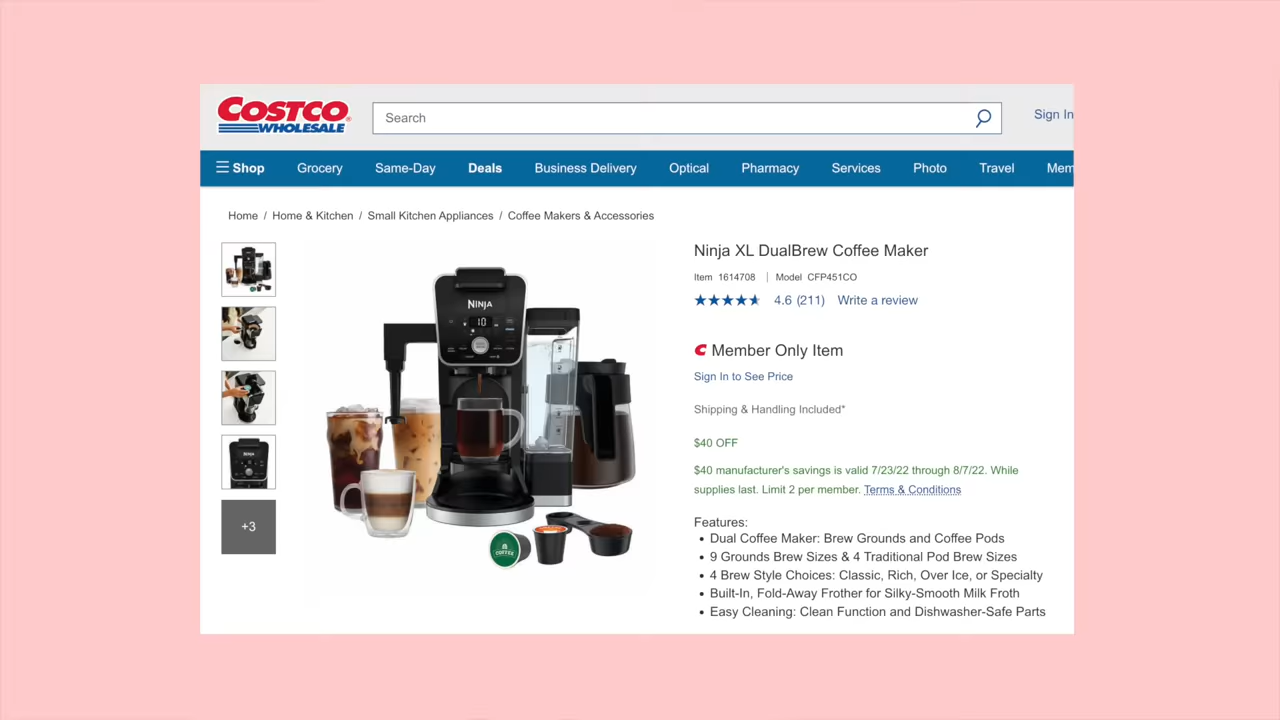 COSTCO
WHOLESALE
Search
Sign In
Shop Grocery Same-Day Deals Business Delivery Optical Pharmacy Services Photo Travel Mem
Home / Home & Kitchen / Small Kitchen Appliances / Coffee Makers & Accessories
Ninja XL DualBrew Coffee Maker
Item 1614708 | Model CFP451CO
4.6 (211) Write a review
Member Only Item
Sign In to See Price
Shipping & Handling Included*
$40 OFF
$40 manufacturer's savings is valid 7/23/22 through 8/7/22. While
supplies last. Limit 2 per member. Terms & Conditions
Features:
• Dual Coffee Maker: Brew Grounds and Coffee Pods
• 9 Grounds Brew Sizes & 4 Traditional Pod Brew Sizes
• 4 Brew Style Choices: Classic, Rich, Over Ice, or Specialty
• Built-In, Fold-Away Frother for Silky-Smooth Milk Froth
• Easy Cleaning: Clean Function and Dishwasher-Safe Parts
NINJA
10
COFFEE
+3